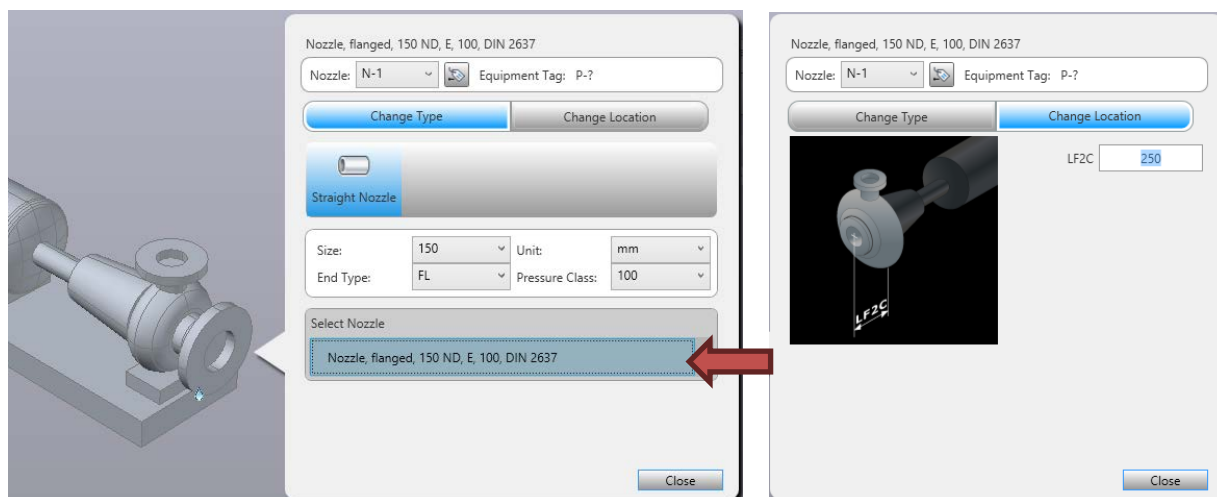 Nozzle, flanged, 150 ND, E, 100, DIN 2637
Nozzle: N-1 Equipment Tag: P-?
Change Type Change Location
Straight Nozzle
Size: 150 Unit: mm
End Type: FL Pressure Class: 100
Select Nozzle
Nozzle, flanged, 150 ND, E, 100, DIN 2637
Close
Nozzle, flanged, 150 ND, E, 100, DIN 2637
Nozzle: N-1 Equipment Tag: P-?
Change Type Change Location
LF2C 250
LF2C
Close